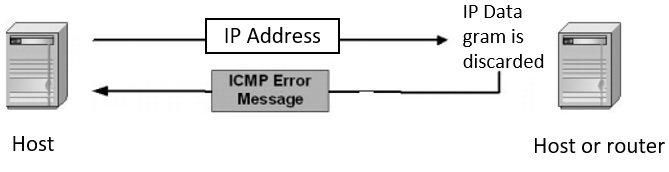 IP Address
IP Data
gram is
discarded
ICMP Error
Message
Host
Host or router